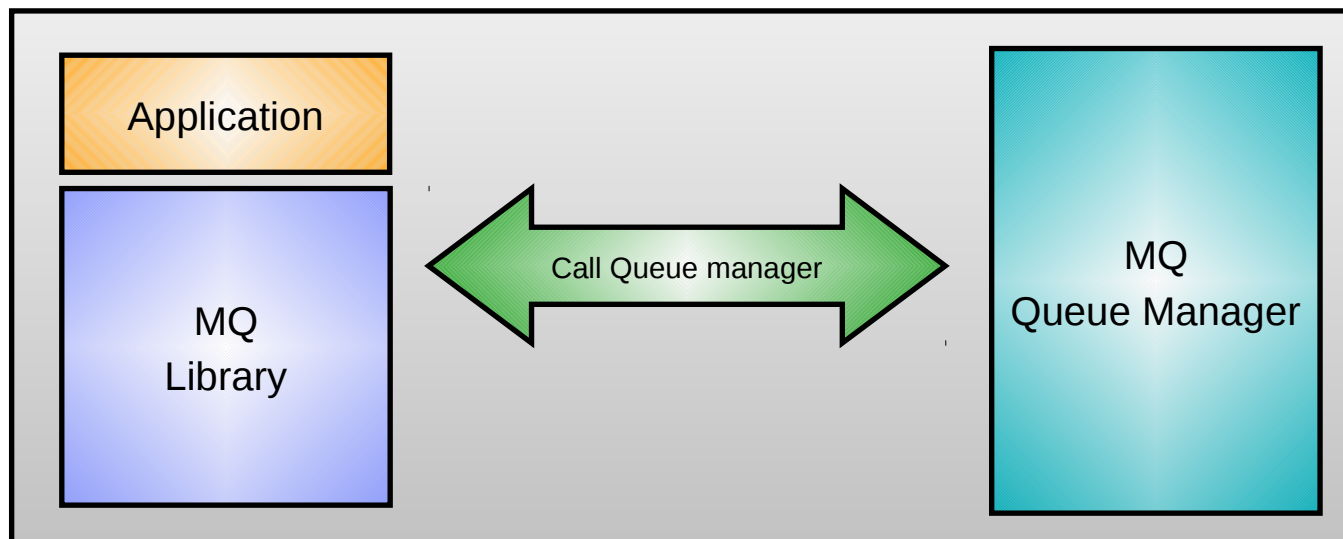 Application
MQ
Library
Call Queue manager
MQ
Queue Manager